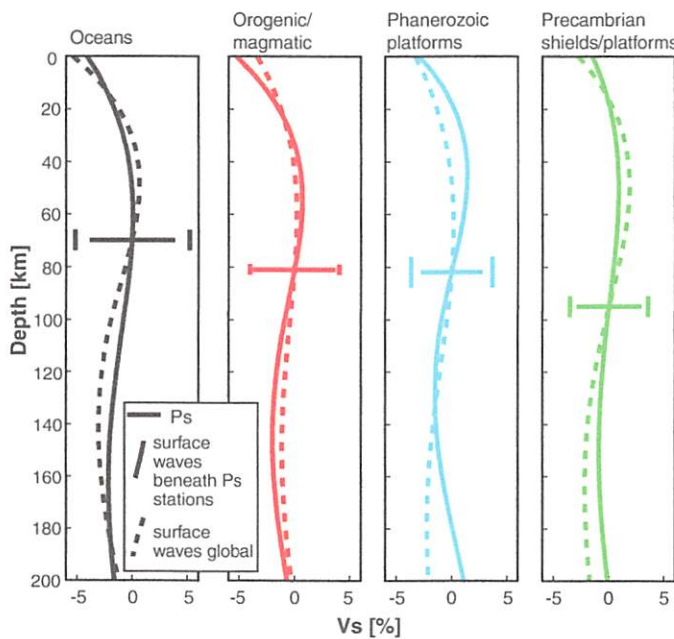 Oceans
Orogenic/
magmatic
Phanerozoic
platforms
Precambrian
shields/platforms
0
20
40
60
80
100
120
140
160
180
200
Depth [km]
Ps
surface
waves
beneath Ps
stations
surface
waves global
-5 0 5
-5 0 5
-5 0 5
-5 0 5
Vs [%]